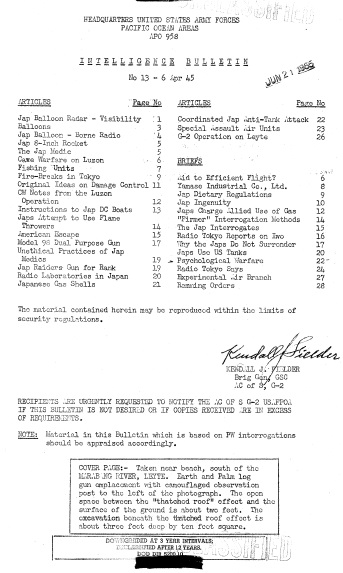 HEADQUARTERS UNITED STATES ARMY FORCES
PACIFIC OCEAN AREAS
APO 958
INTELLIGENCE BULLETIN
No 13 - 6 Apr 45
JUN 21
ARTICLES Page No
Jap Balloon Radar - Visibility 1
Balloons 3
Jap Balloon - Borne Radio 4
Jap 8-Inch Rocket 5
The Jap Medic 5
Game Warfare on Luzon 6
Fishing Units 7
Fire-Breaks in Tokyo 9
Original Ideas on Damage Control 11
CW Notes from the Luzon
Operation 12
Instructions to Jap DC Boats 13
Japs Attempt to Use Flame
Throwers 14
American Escape 15
Model 98 Dual Purpose Gun 17
Unethical Practices of Jap
Medics 19
Jap Raiders Gun for Rank 19
Radio Laboratories in Japan 20
Japanese Gas Shells 21
ARTICLES Page No
Coordinated Jap Anti-Tank Attack 22
Special Assault Air Units 23
G-2 Operation on Leyte 26
BRIEFS
Aid to Efficient Flight? 6
Yamase Industrial Co., Ltd. 8
Jap Dietary Regulations 9
Jap Ingenuity 10
Japs Charge Allied Use of Gas 12
"Firmer" Interrogation Methods 14
The Jap Interrogates 15
Radio Tokyo Reports on Iwo 16
Why the Japs Do Not Surrender 17
Japs Use US Tanks 20
Psychological Warfare 22
Radio Tokyo Says 24
Experimental Air Branch 27
Roaming Orders 28
The material contained herein may be reproduced within the limits of
security regulations.
Kendall J Fielder
KENDALL J. FIELDER
Brig Gen, GSC
AC of S, G-2
RECIPIENTS ARE URGENTLY REQUESTED TO NOTIFY THE AC OF S G-2 USAFPOA
IF THIS BULLETIN IS NOT DESIRED OR IF COPIES RECEIVED ARE IN EXCESS
OF REQUIREMENTS.
NOTE: Material in this Bulletin which is based on PW interrogations
should be appraised accordingly.
COVER PAGE:- Taken near beach, south of the
MARABANG RIVER, LEYTE. Earth and Palm log
gun emplacement with camouflaged observation
post to the left of the photograph. The open
space between the "thatched roof" effect and the
surface of the ground is about two feet. The
excavation beneath the thatched roof effect is
about three feet deep by ten feet square.
DOWNGRADED AT 3 YEAR INTERVALS;
DECLASSIFIED AFTER 12 YEARS.
DOD DIR 5200.10